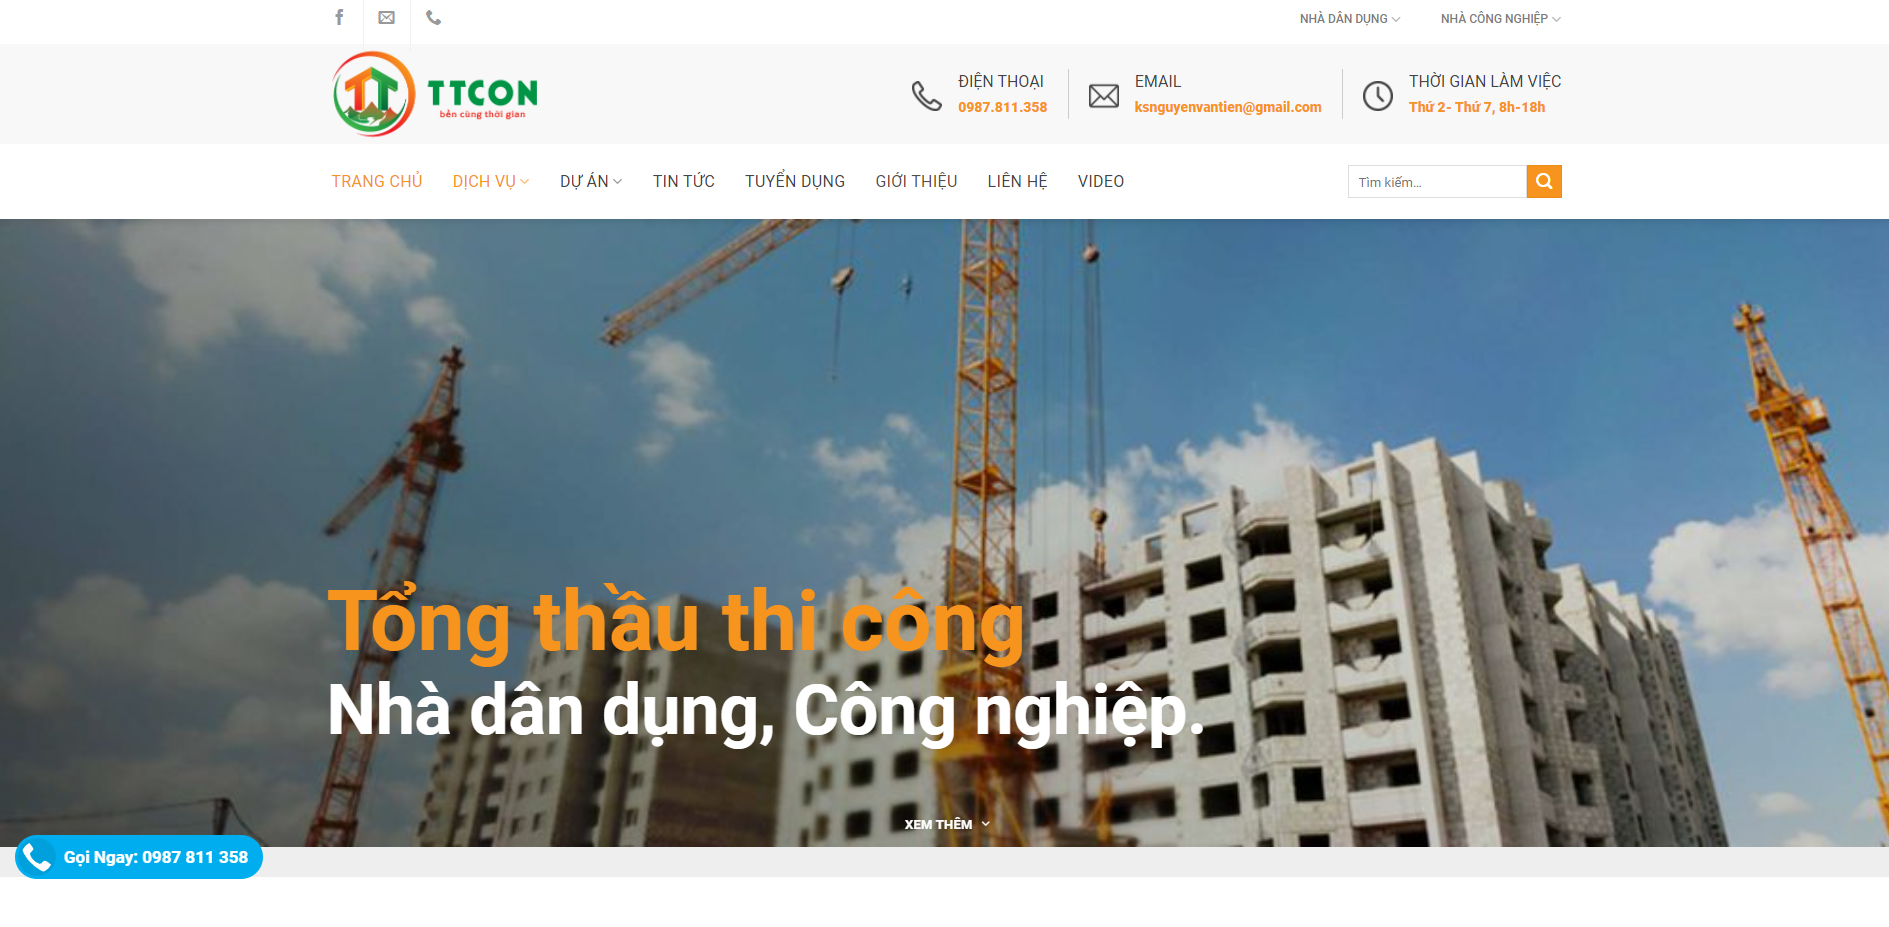 NHÀ DÂN DỤNG
NHÀ CÔNG NGHIỆP
TTCON
bền cùng thời gian
ĐIỆN THOẠI
0987.811.358
EMAIL
ksnguyenvantien@gmail.com
THỜI GIAN LÀM VIỆC
Thứ 2- Thứ 7, 8h-18h
TRANG CHỦ
DỊCH VỤ
DỰ ÁN
TIN TỨC
TUYỂN DỤNG
GIỚI THIỆU
LIÊN HỆ
VIDEO
Tìm kiếm...
Tổng thầu thi công
Nhà dân dụng, Công nghiệp.
XEM THÊM
Gọi Ngay: 0987 811 358